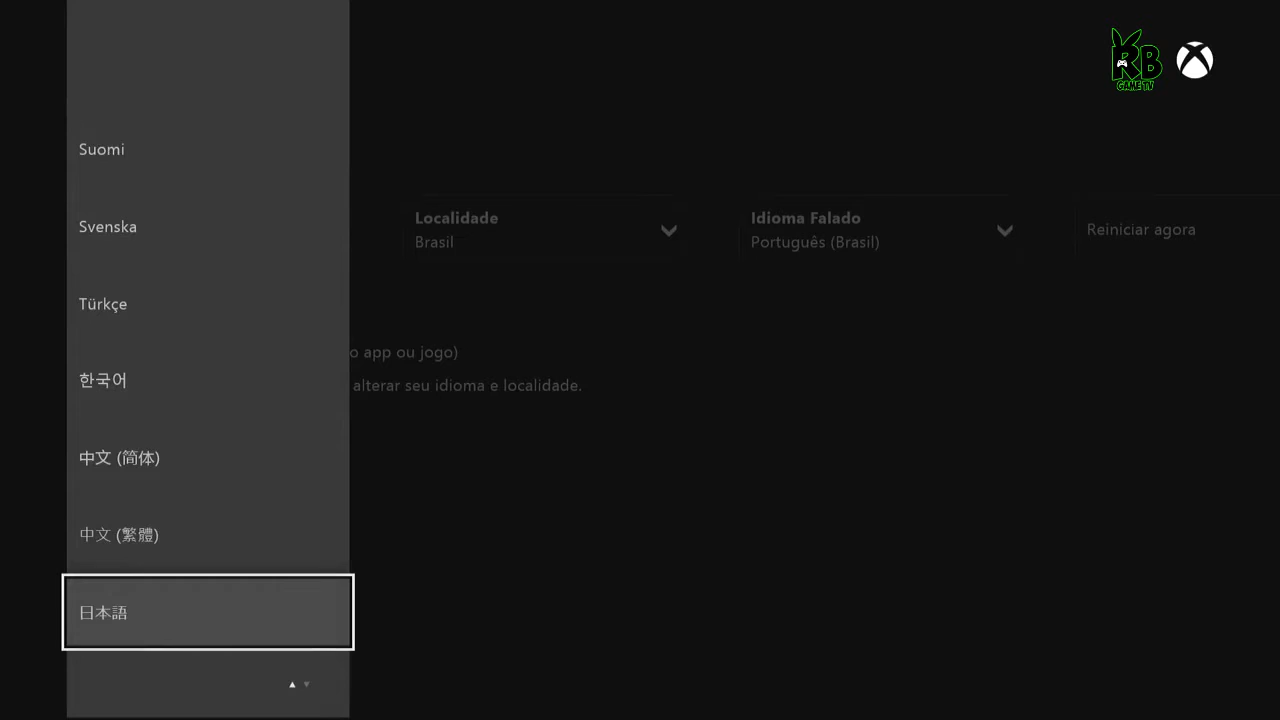 RB
GAME TV
Suomi
Svenska
Türkçe
한국어
中文 (简体)
中文 (繁體)
日本語
Localidade
Brasil
Idioma Falado
Português (Brasil)
Reiniciar agora
o app ou jogo)
alterar seu idioma e localidade.